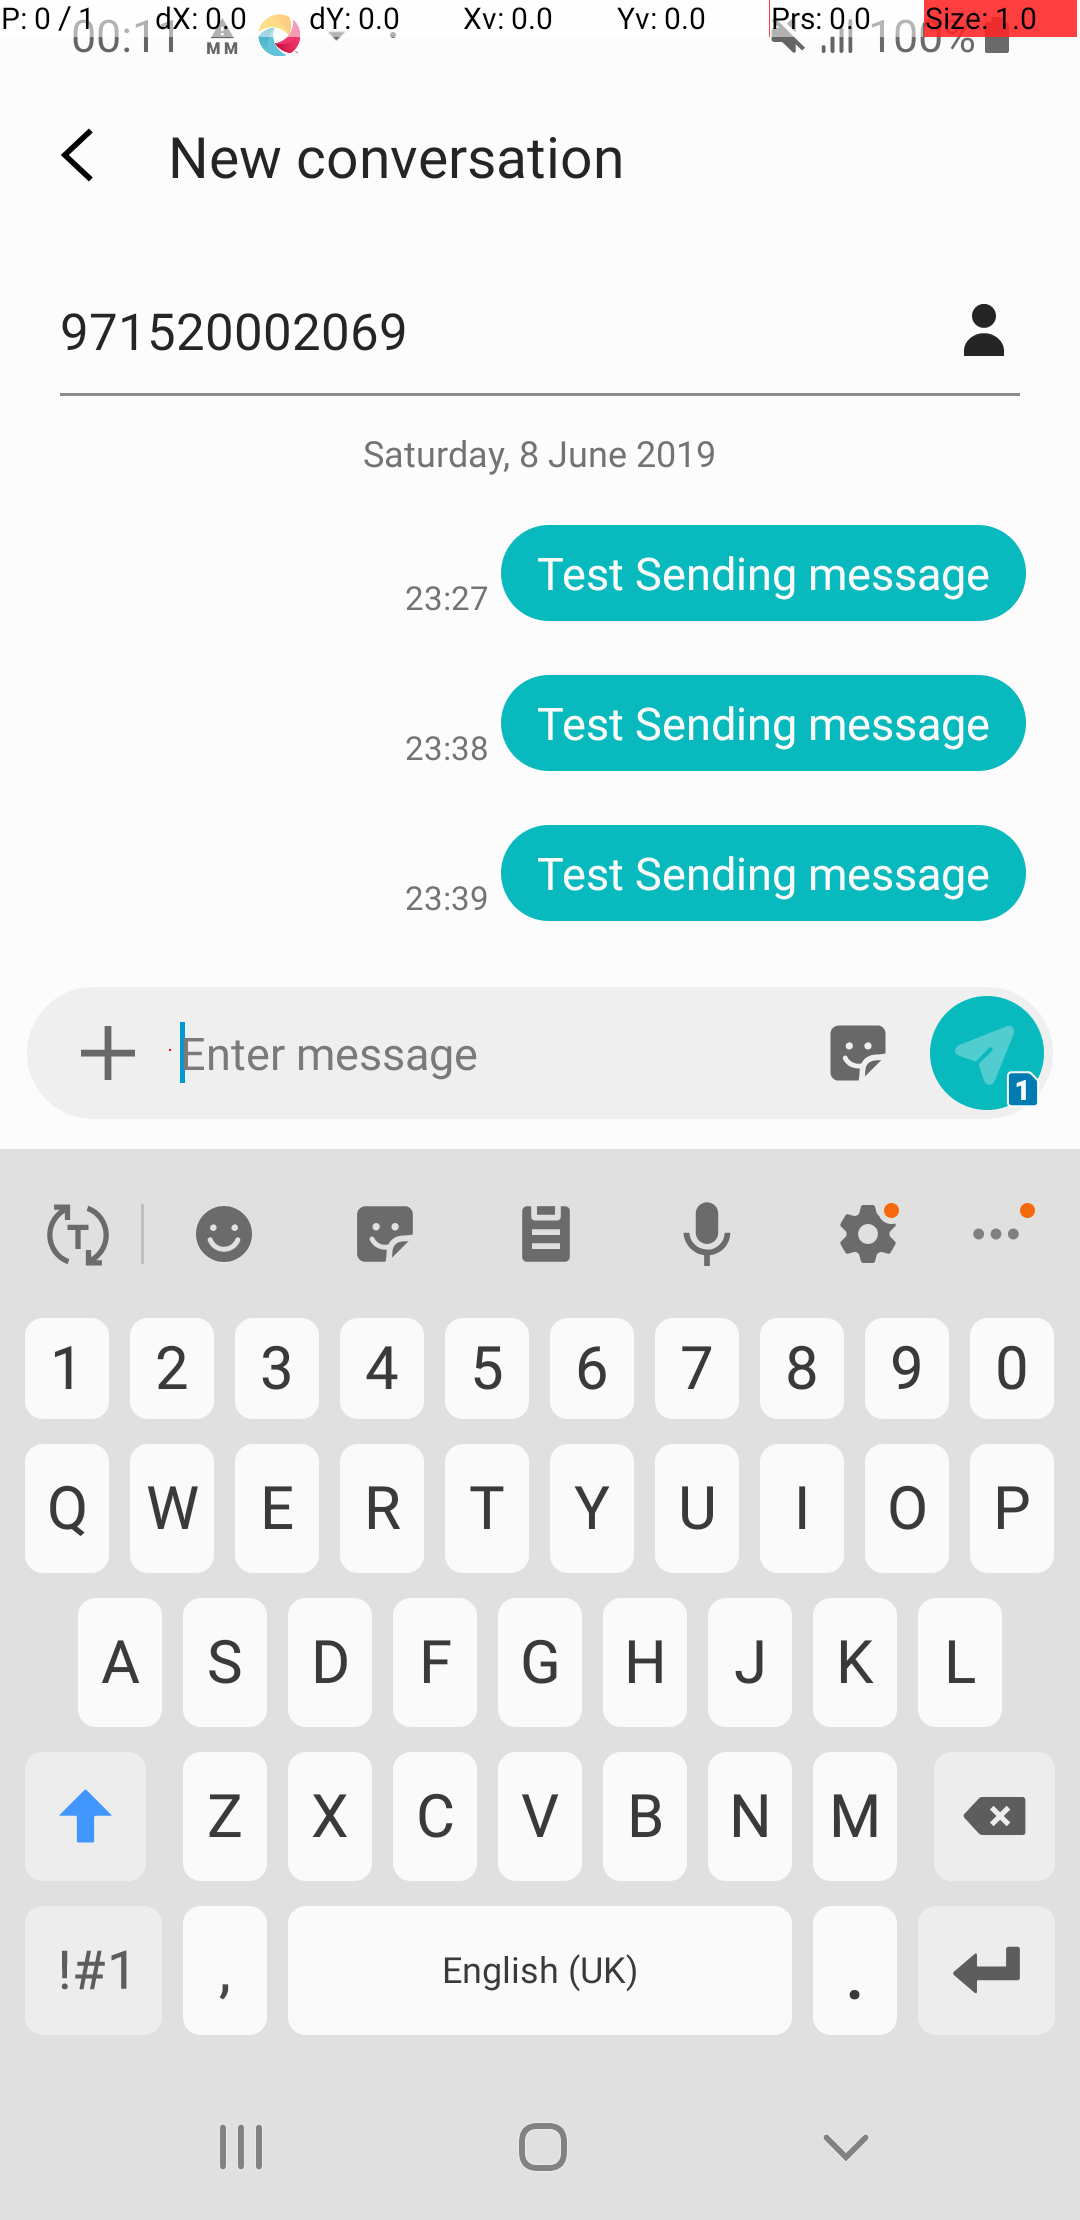 P: 0 / 1 dX: 0.0 dY: 0.0 Xv: 0.0 Yv: 0.0 Prs: 0.0 Size: 1.0
00:11 MM 100%
New conversation
971520002069
Saturday, 8 June 2019
Test Sending message
23:27
Test Sending message
23:38
Test Sending message
23:39
Enter message
1
T
1 2 3 4 5 6 7 8 9 0
Q W E R T Y U I O P
A S D F G H J K L
Z X C V B N M
!#1 , English (UK) .